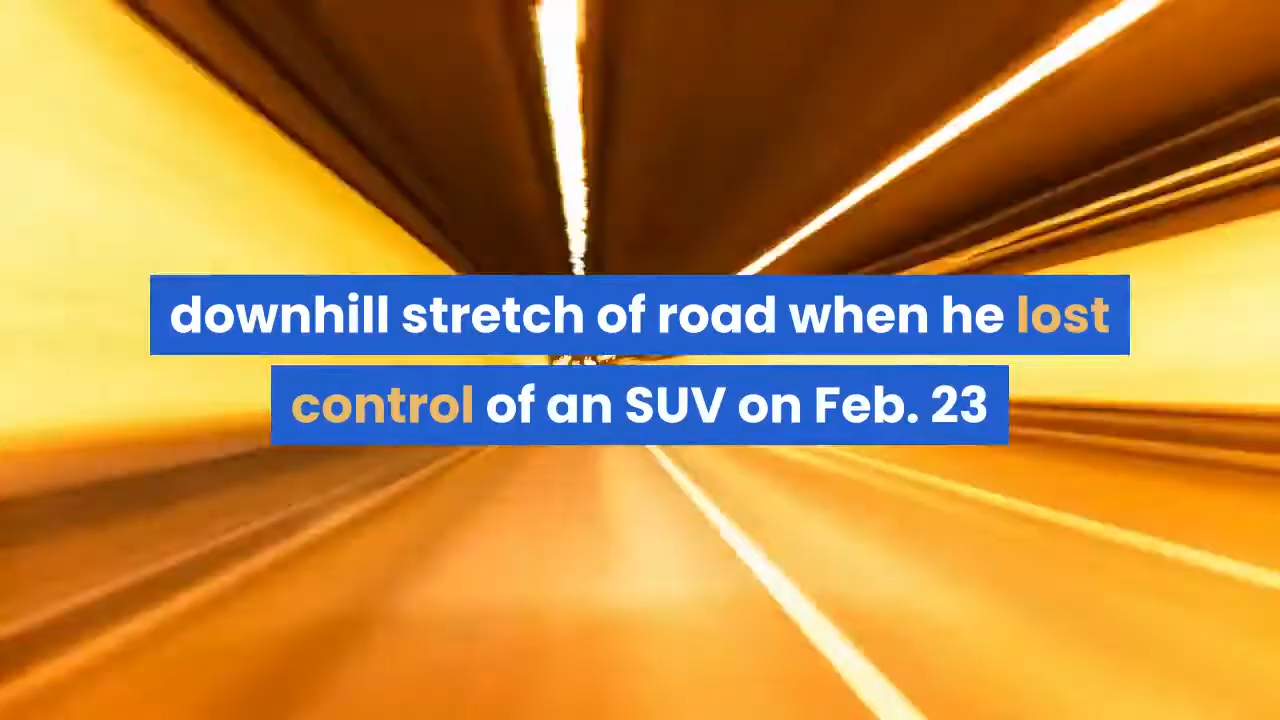 downhill stretch of road when he lost
control of an SUV on Feb. 23